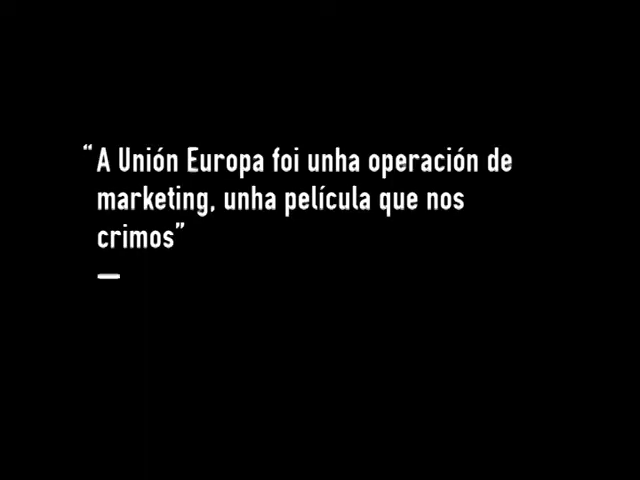 “A Unión Europa foi unha operación de
marketing, unha película que nos
crimos”